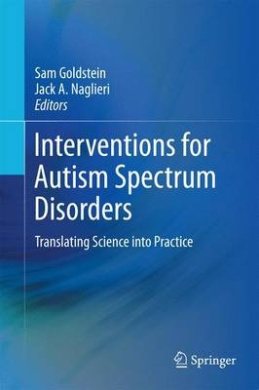 Sam Goldstein
Jack A. Naglieri
Editors
Interventions for
Autism Spectrum
Disorders
Translating Science into Practice
Springer